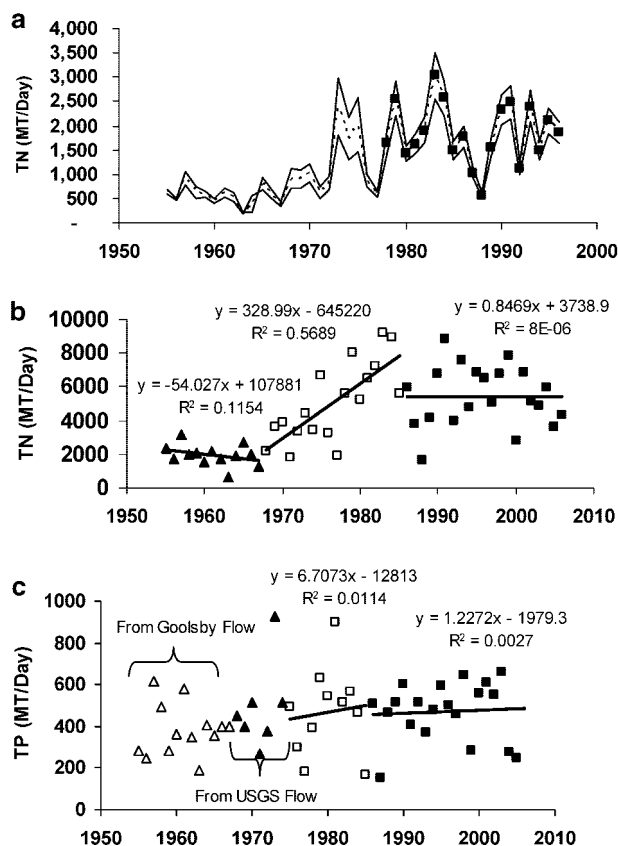 a
TN (MT/Day)
4,000
3,500
3,000
2,500
2,000
1,500
1,000
500
-
1950 1960 1970 1980 1990 2000
b
TN (MT/Day)
y = 328.99x - 645220
R² = 0.5689
y = 0.8469x + 3738.9
R² = 8E-06
y = -54.027x + 107881
R² = 0.1154
10000
8000
6000
4000
2000
0
1950 1960 1970 1980 1990 2000 2010
c
TP (MT/Day)
y = 6.7073x - 12813
R² = 0.0114
y = 1.2272x - 1979.3
R² = 0.0027
From Goolsby Flow
From USGS Flow
1000
800
600
400
200
0
1950 1960 1970 1980 1990 2000 2010